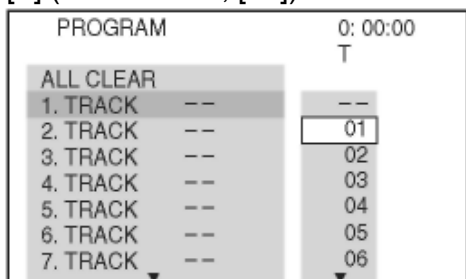 PROGRAM 0: 00:00
T
ALL CLEAR
1. TRACK -- --
2. TRACK -- 01
3. TRACK -- 02
4. TRACK -- 03
5. TRACK -- 04
6. TRACK -- 05
7. TRACK -- 06